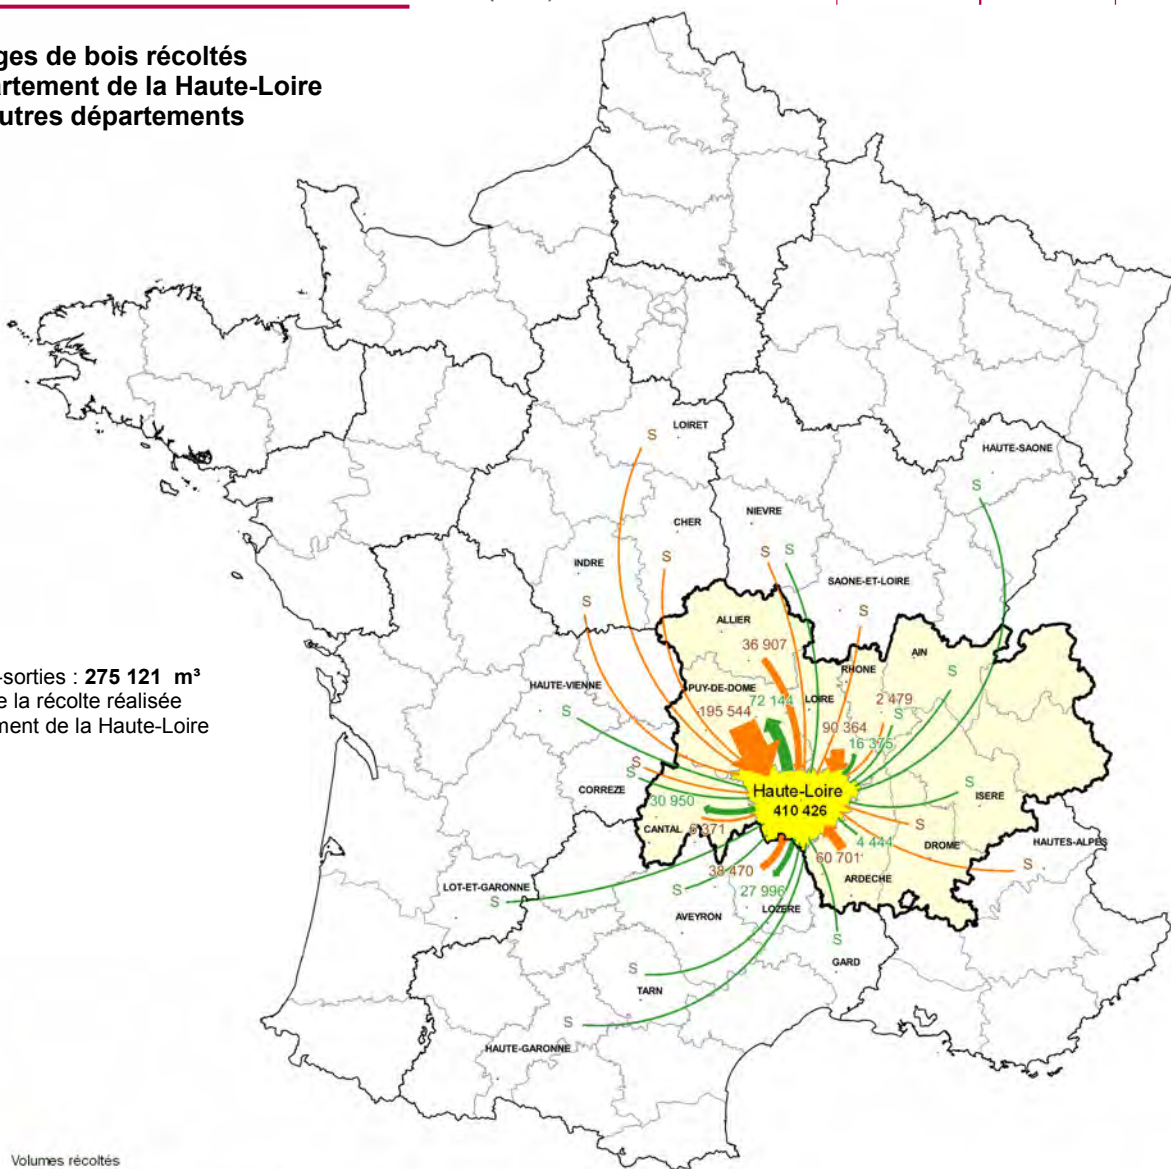 ges de bois récoltés
artement de la Haute-Loire
utres départements
-sorties : 275 121 m³
e la récolte réalisée
ment de la Haute-Loire
LOIRET
S
HAUTE-SAONE
S
CHER
NIEVRE
S
S
S
INDRE
S
SAONE-ET-LOIRE
S
ALLIER
36 907
AIN
RHONE
S
HAUTE-VIENNE
S
PUY-DE-DOME
72 144
LOIRE
2 479
195 544
90 364
S
16 375
S
S
CORREZE
Haute-Loire
410 426
S
ISERE
30 950
CANTAL
6 371
S
4 444
DROME
HAUTES-ALPES
60 701
S
38 470
ARDECHE
LOT-ET-GARONNE
S
S
27 996
LOZERE
AVEYRON
S
GARD
S
TARN
S
HAUTE-GARONNE
Volumes récoltés